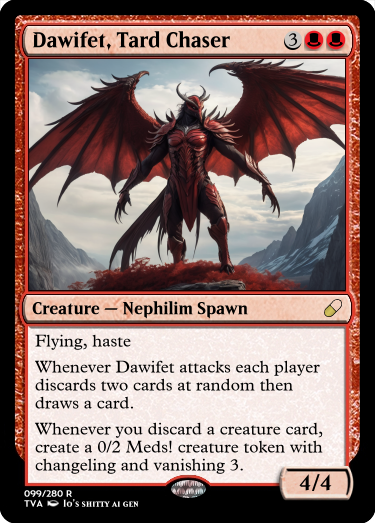 Dawifet, Tard Chaser 3
Creature — Nephilim Spawn
Flying, haste
Whenever Dawifet attacks each player
discards two cards at random then
draws a card.
Whenever you discard a creature card,
create a 0/2 Meds! creature token with
changeling and vanishing 3.
4/4
099/280 R
TVA Io's shitty ai gen